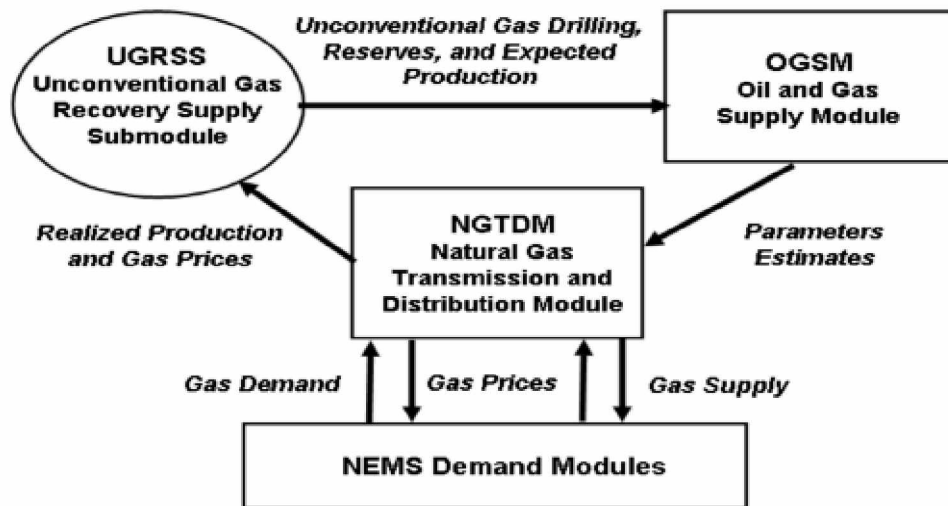 UGRSS
Unconventional Gas
Recovery Supply
Submodule
Unconventional Gas Drilling,
Reserves, and Expected
Production
OGSM
Oil and Gas
Supply Module
Realized Production
and Gas Prices
NGTDM
Natural Gas
Transmission and
Distribution Module
Parameters
Estimates
Gas Demand
Gas Prices
Gas Supply
NEMS Demand Modules